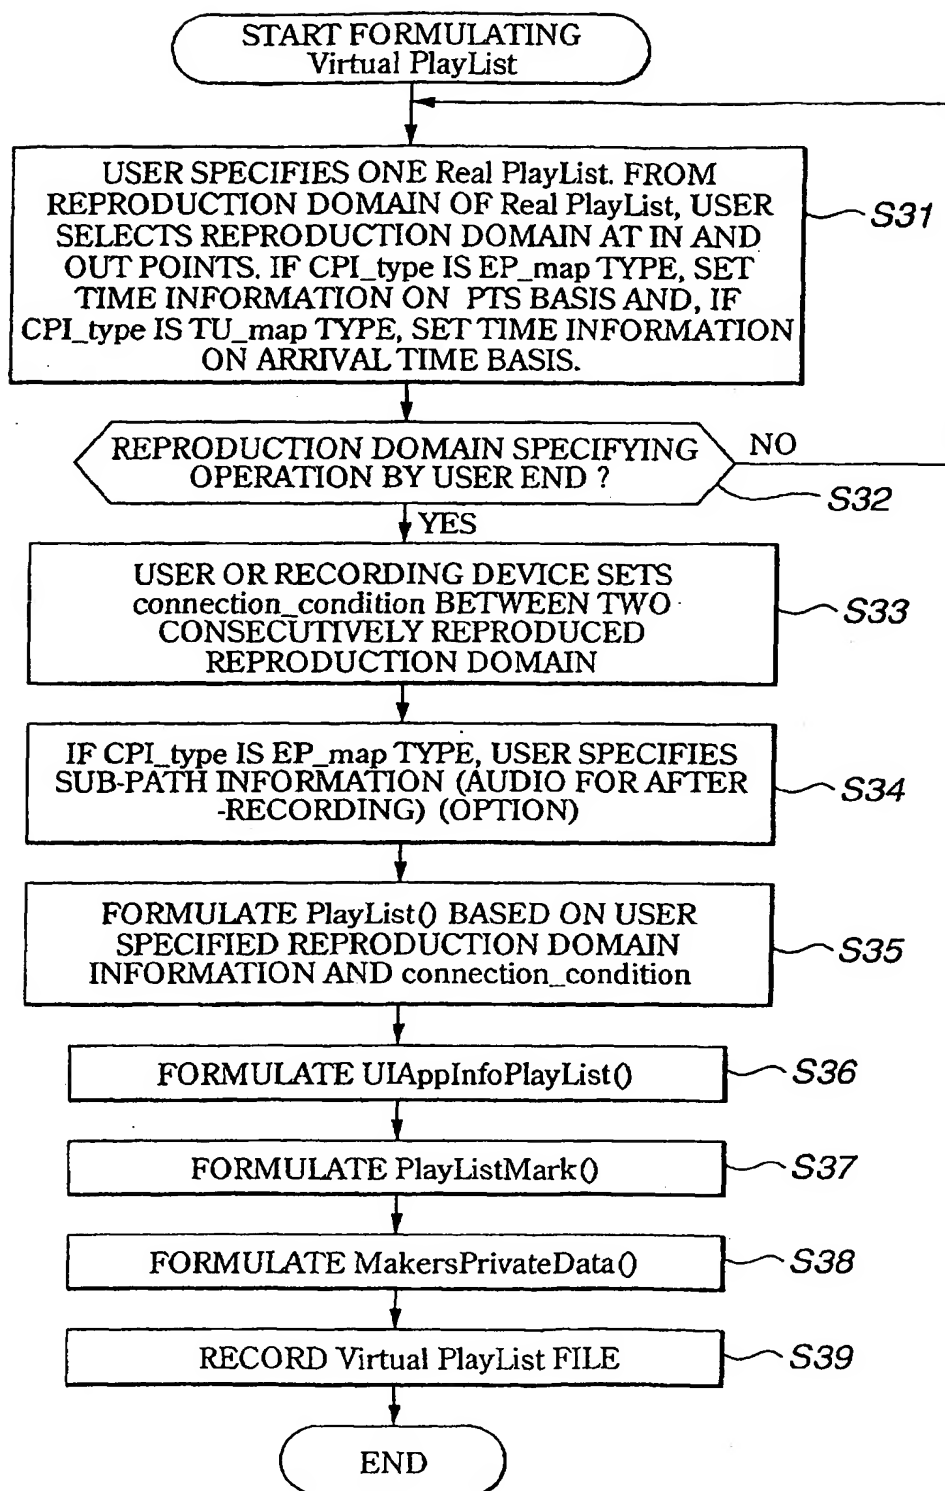 START FORMULATING
Virtual PlayList
USER SPECIFIES ONE Real PlayList. FROM
REPRODUCTION DOMAIN OF Real PlayList, USER
SELECTS REPRODUCTION DOMAIN AT IN AND
OUT POINTS. IF CPI_type IS EP_map TYPE, SET
TIME INFORMATION ON PTS BASIS AND, IF
CPI_type IS TU_map TYPE, SET TIME INFORMATION
ON ARRIVAL TIME BASIS.
S31
REPRODUCTION DOMAIN SPECIFYING
OPERATION BY USER END ?
NO
S32
YES
USER OR RECORDING DEVICE SETS
connection_condition BETWEEN TWO
CONSECUTIVELY REPRODUCED
REPRODUCTION DOMAIN
S33
IF CPI_type IS EP_map TYPE, USER SPECIFIES
SUB-PATH INFORMATION (AUDIO FOR AFTER
-RECORDING) (OPTION)
S34
FORMULATE PlayList() BASED ON USER
SPECIFIED REPRODUCTION DOMAIN
INFORMATION AND connection_condition
S35
FORMULATE UIAppInfoPlayList()
S36
FORMULATE PlayListMark()
S37
FORMULATE MakersPrivateData()
S38
RECORD Virtual PlayList FILE
S39
END